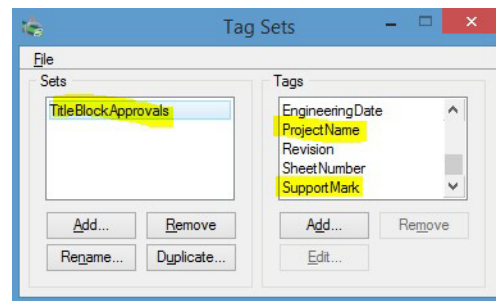 Tag Sets
File
Sets
TitleBlockApprovals
Add...
Remove
Rename...
Duplicate...
Tags
EngineeringDate
ProjectName
Revision
SheetNumber
SupportMark
Add...
Remove
Edit...